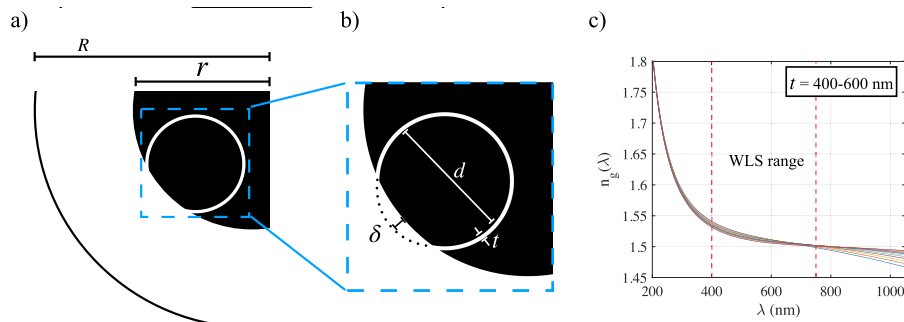 a)
R
r
b)
d
δ
t
c)
1.8
1.75
1.7
1.65
1.6
1.55
1.5
1.45
n_g(λ)
t = 400-600 nm
WLS range
200 400 600 800 1000
λ (nm)